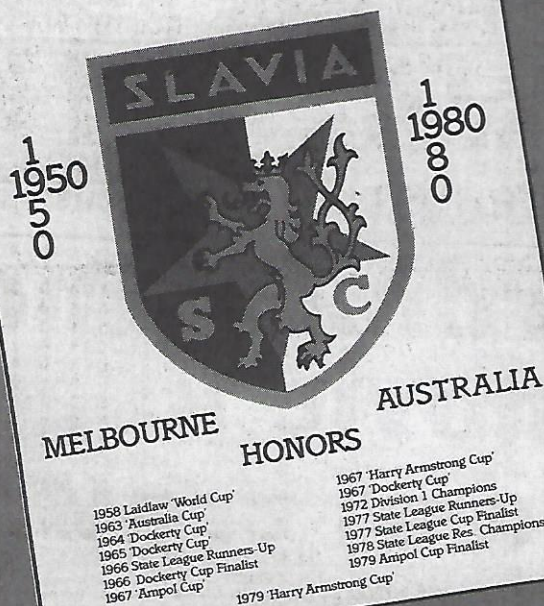 SLAVIA
1
1950
5
0
1
1980
8
0
S C
MELBOURNE
AUSTRALIA
HONORS
1958 Laidlaw 'World Cup'
1963 'Australia Cup'
1964 'Dockerty Cup'
1965 'Dockerty Cup'
1966 State League Runners-Up
1966 Dockerty Cup Finalist
1967 'Ampol Cup'
1967 'Harry Armstrong Cup'
1967 'Dockerty Cup'
1972 Division 1 Champions
1977 State League Runners-Up
1977 State League Cup Finalist
1978 State League Res. Champions
1979 Ampol Cup Finalist
1979 'Harry Armstrong Cup'